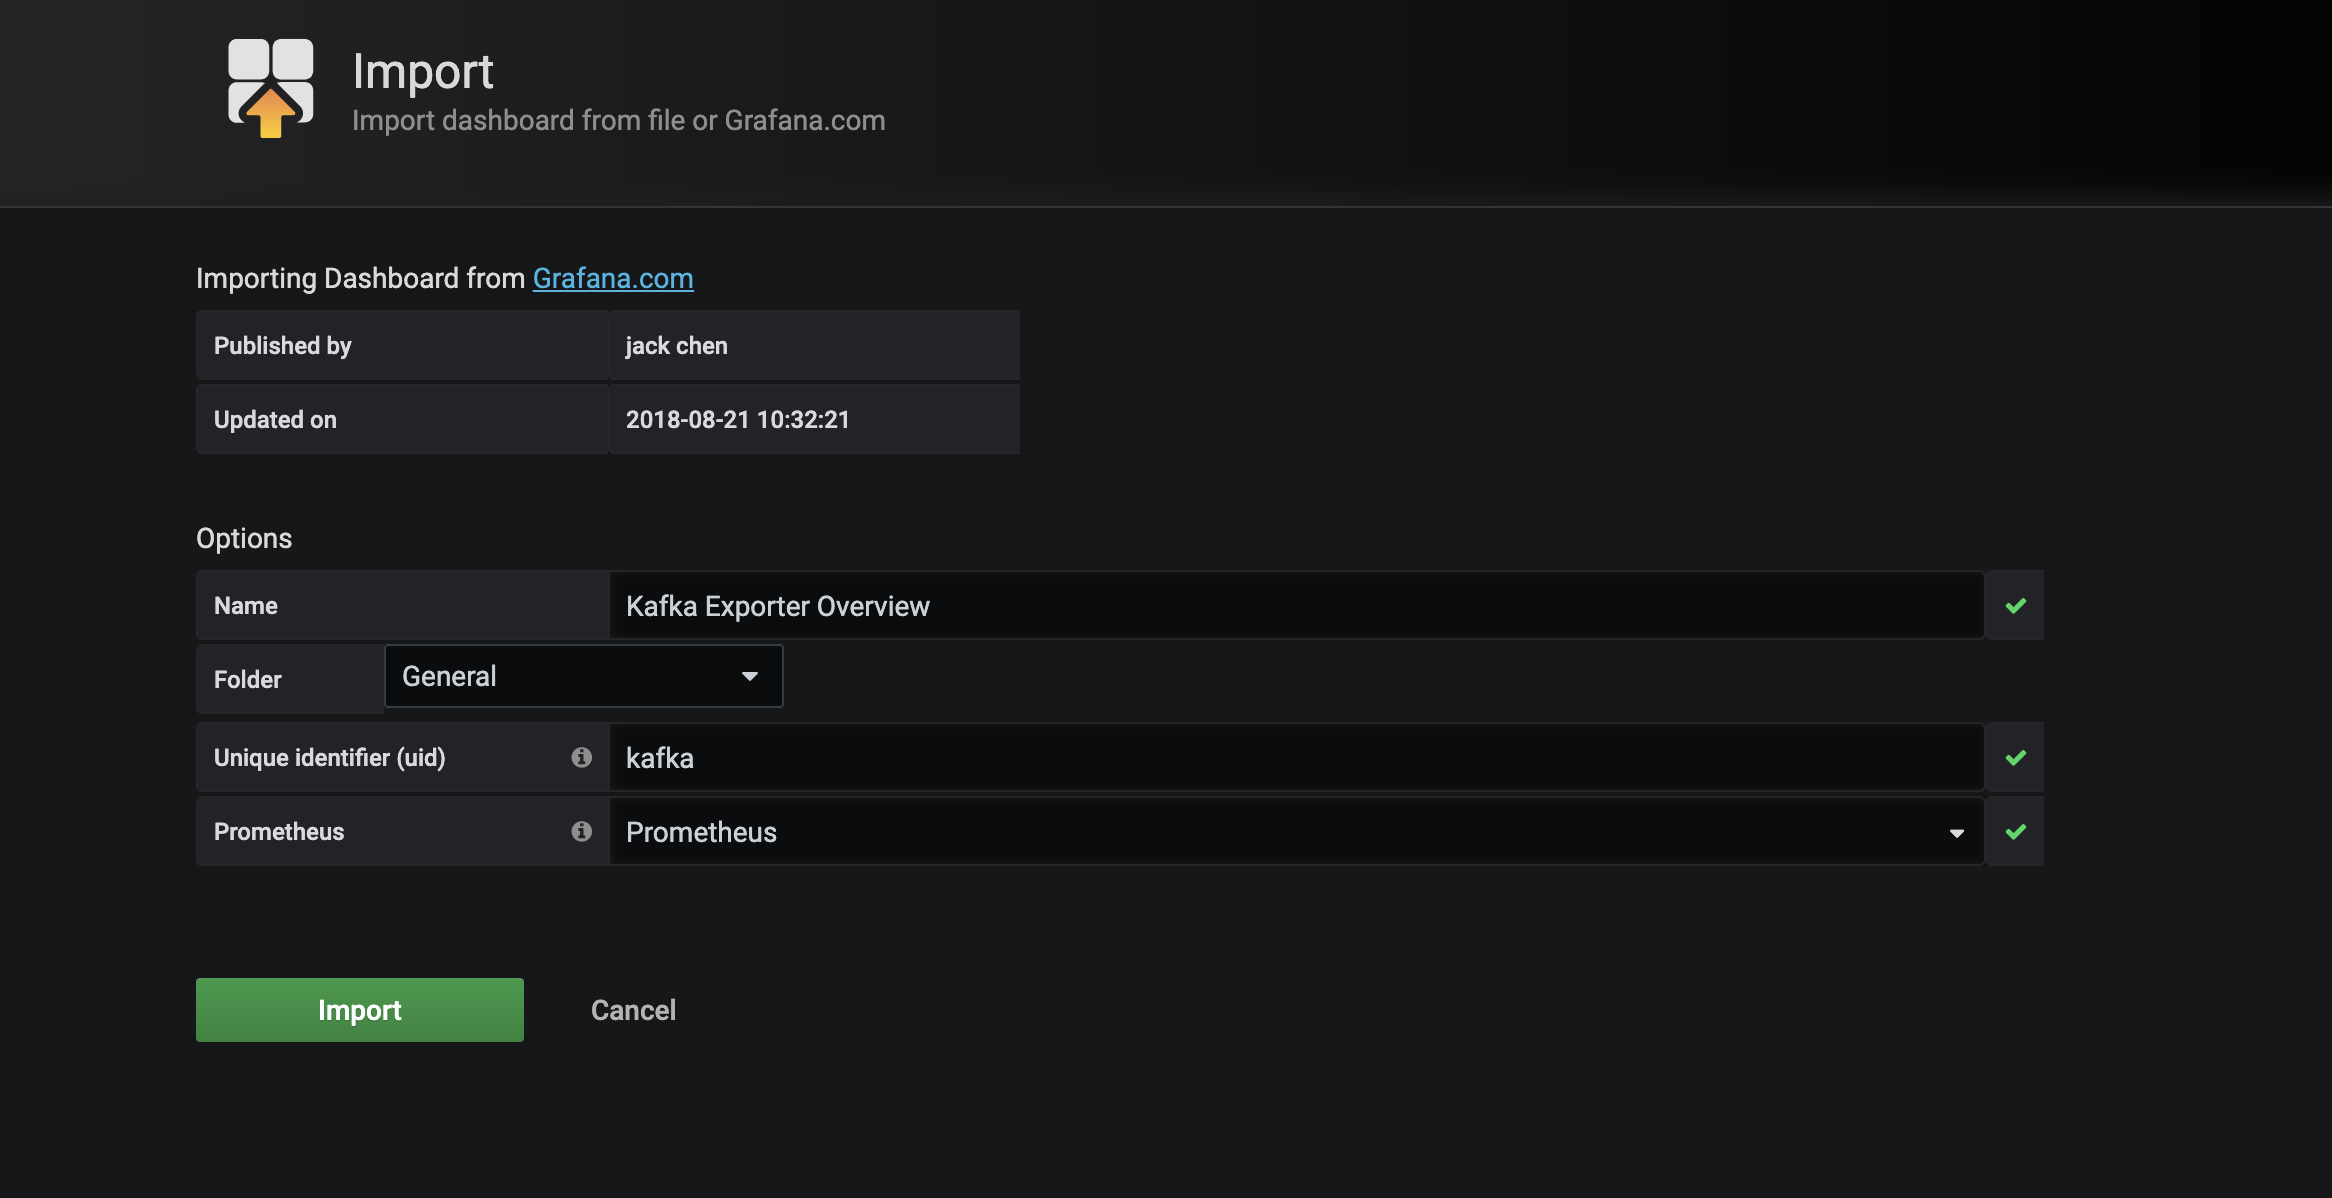 Import
Import dashboard from file or Grafana.com
Importing Dashboard from Grafana.com
Published by jack chen
Updated on 2018-08-21 10:32:21
Options
Name Kafka Exporter Overview
Folder General
Unique identifier (uid) kafka
Prometheus Prometheus
Import Cancel